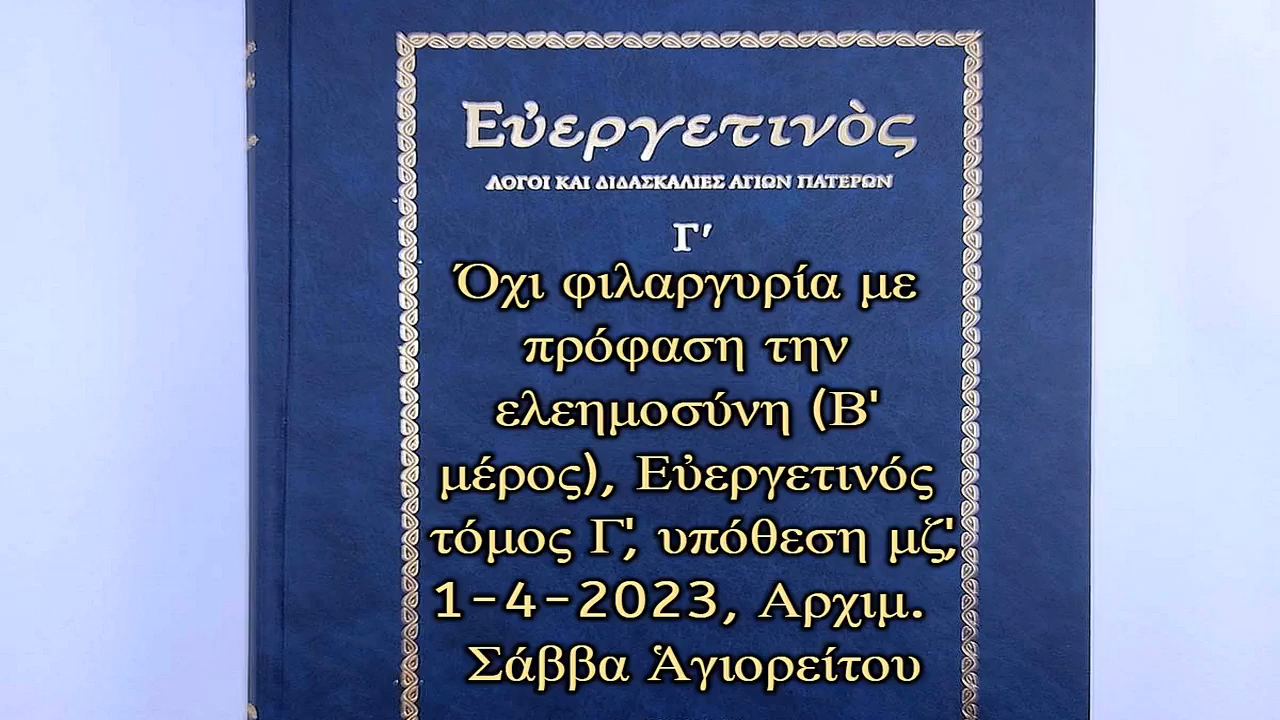 Εὐεργετινὸς
ΛΟΓΟΙ ΚΑΙ ΔΙΔΑΣΚΑΛΙΕΣ ΑΓΙΩΝ ΠΑΤΕΡΩΝ
Γ'
Όχι φιλαργυρία με
πρόφαση την
ελεημοσύνη (Β'
μέρος), Εὐεργετινός
τόμος Γ', υπόθεση μζ',
1-4-2023, Αρχιμ.
Σάββα Ἁγιορείτου